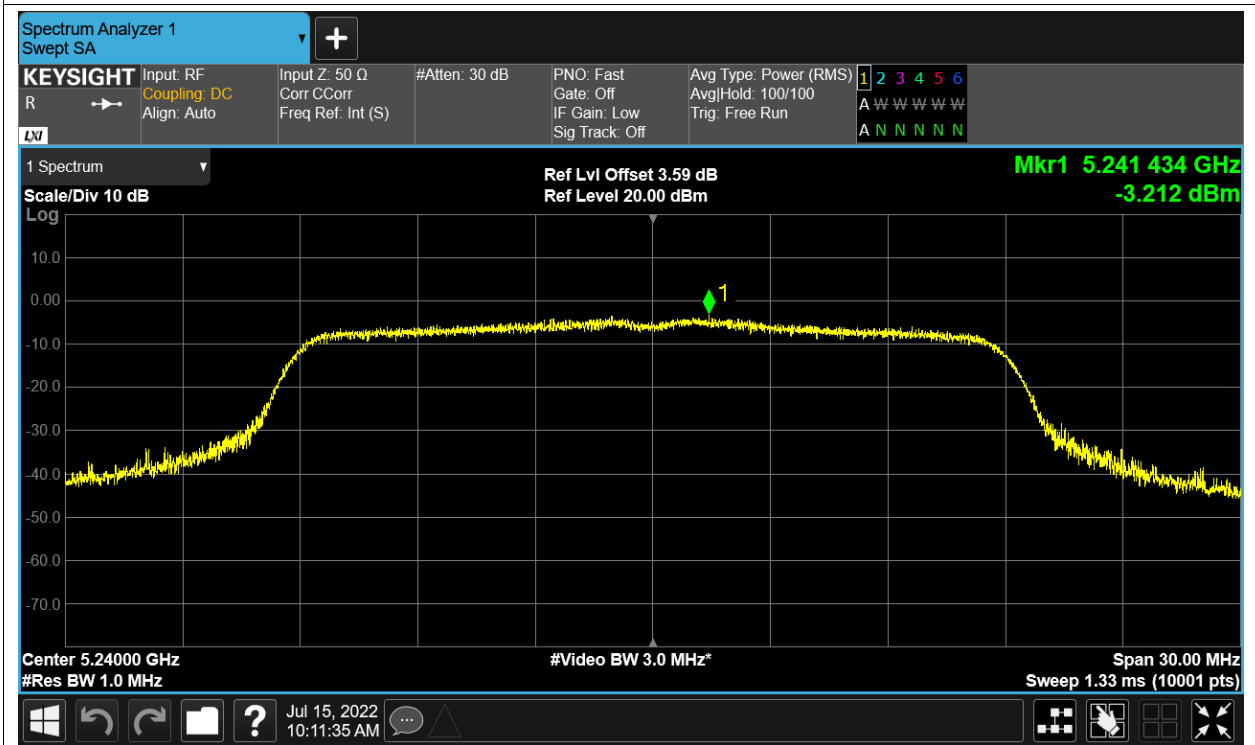 Spectrum Analyzer 1
Swept SA
KEYSIGHT
R
LXI
Input: RF
Coupling: DC
Align: Auto
Input Z: 50 Ω
Corr CCorr
Freq Ref: Int (S)
#Atten: 30 dB
PNO: Fast
Gate: Off
IF Gain: Low
Sig Track: Off
Avg Type: Power (RMS)
Avg|Hold: 100/100
Trig: Free Run
1 2 3 4 5 6
A W W W W W
A N N N N N
1 Spectrum
Scale/Div 10 dB
Ref Lvl Offset 3.59 dB
Ref Level 20.00 dBm
Mkr1 5.241 434 GHz
-3.212 dBm
Log
10.0
0.00
-10.0
-20.0
-30.0
-40.0
-50.0
-60.0
-70.0
1
Center 5.24000 GHz
#Res BW 1.0 MHz
#Video BW 3.0 MHz*
Span 30.00 MHz
Sweep 1.33 ms (10001 pts)
?
Jul 15, 2022
10:11:35 AM